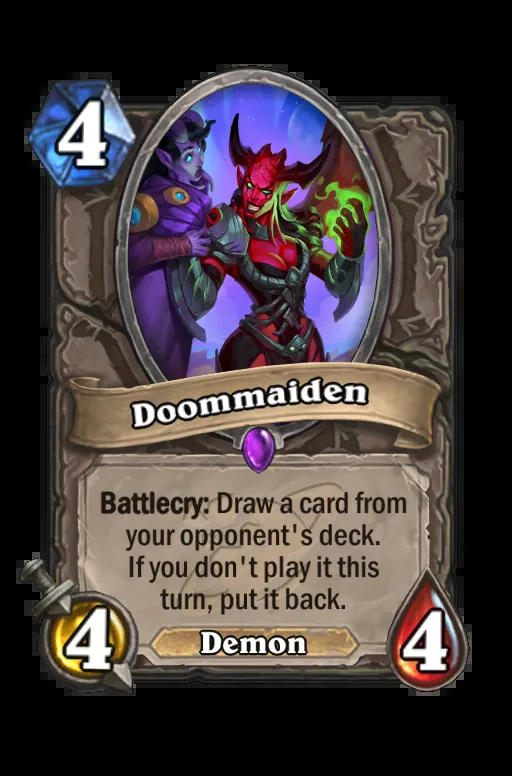 4
Doommaiden
Battlecry: Draw a card from
your opponent's deck.
If you don't play it this
turn, put it back.
4
Demon
4